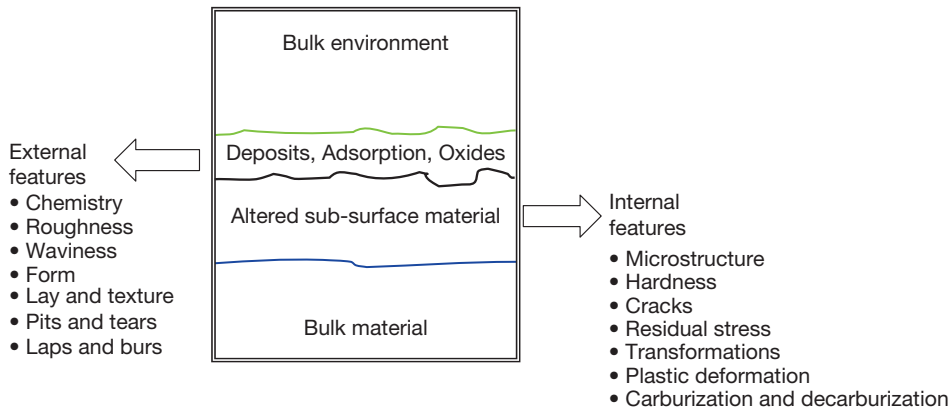 Bulk environment
Deposits, Adsorption, Oxides
Altered sub-surface material
Bulk material
External
features
• Chemistry
• Roughness
• Waviness
• Form
• Lay and texture
• Pits and tears
• Laps and burs
Internal
features
• Microstructure
• Hardness
• Cracks
• Residual stress
• Transformations
• Plastic deformation
• Carburization and decarburization